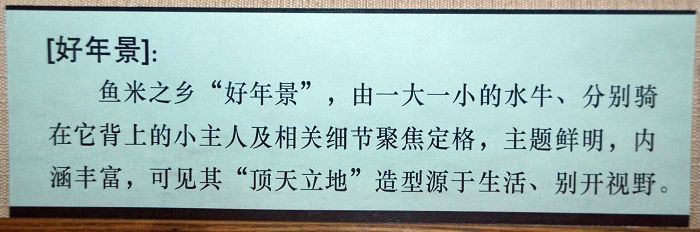 [好年景]:
鱼米之乡“好年景”，由一大一小的水牛、分别骑
在它背上的小主人及相关细节聚焦定格，主题鲜明，内
涵丰富，可见其“顶天立地”造型源于生活、别开视野。